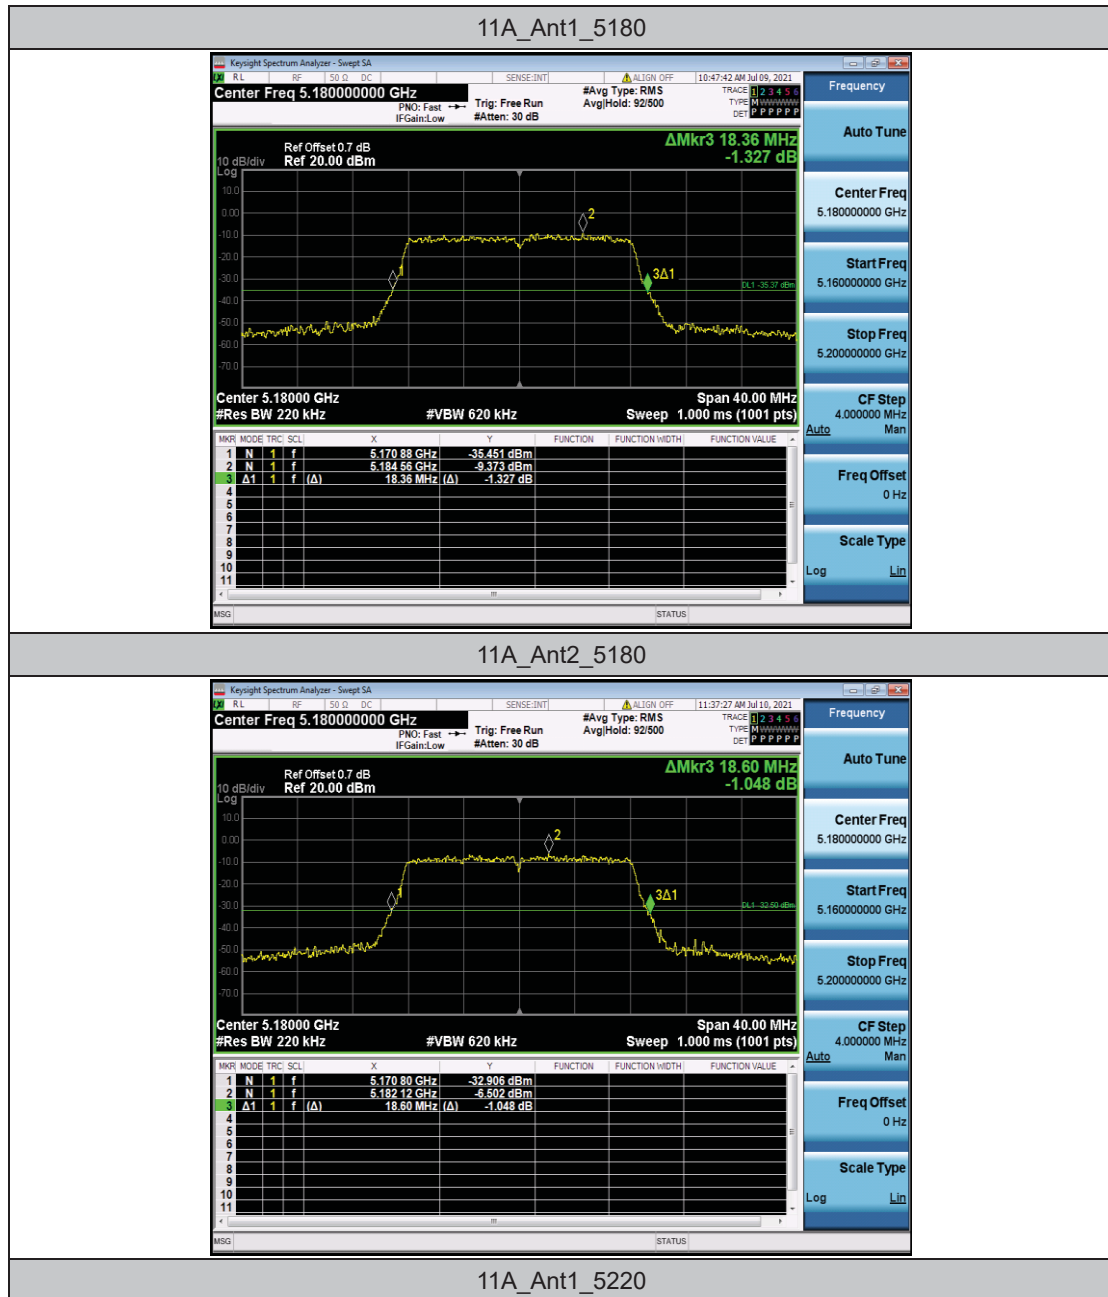 11A_Ant1_5180
Keysight Spectrum Analyzer - Swept SA
RL RF 50 Ω DC SENSE:INT ALIGN OFF 10:47:42 AM Jul 09, 2021
Center Freq 5.180000000 GHz
PNO: Fast
IFGain:Low
Trig: Free Run
#Atten: 30 dB
#Avg Type: RMS
Avg|Hold: 92/500
TRACE 1 2 3 4 5 6
TYPE M
DET P P P P P P
Frequency
Auto Tune
Center Freq
5.180000000 GHz
Start Freq
5.160000000 GHz
Stop Freq
5.200000000 GHz
CF Step
4.000000 MHz
Auto Man
Freq Offset
0 Hz
Scale Type
Log Lin
ΔMkr3 18.36 MHz
-1.327 dB
Ref Offset 0.7 dB
10 dB/div Ref 20.00 dBm
Log
10.0
0.00
-10.0
-20.0
-30.0
-40.0
-50.0
-60.0
-70.0
2
3Δ1
DL1 -35.37 dBm
Center 5.18000 GHz Span 40.00 MHz
#Res BW 220 kHz #VBW 620 kHz Sweep 1.000 ms (1001 pts)
MKR MODE TRC SCL X Y FUNCTION FUNCTION WIDTH FUNCTION VALUE
1 N 1 f 5.170 88 GHz -35.451 dBm
2 N 1 f 5.184 56 GHz -9.373 dBm
3 Δ1 1 f (Δ) 18.36 MHz (Δ) -1.327 dB
4
5
6
7
8
9
10
11
MSG STATUS
11A_Ant2_5180
Keysight Spectrum Analyzer - Swept SA
RL RF 50 Ω DC SENSE:INT ALIGN OFF 11:37:27 AM Jul 10, 2021
Center Freq 5.180000000 GHz
PNO: Fast
IFGain:Low
Trig: Free Run
#Atten: 30 dB
#Avg Type: RMS
Avg|Hold: 92/500
TRACE 1 2 3 4 5 6
TYPE M
DET P P P P P P
Frequency
Auto Tune
Center Freq
5.180000000 GHz
Start Freq
5.160000000 GHz
Stop Freq
5.200000000 GHz
CF Step
4.000000 MHz
Auto Man
Freq Offset
0 Hz
Scale Type
Log Lin
ΔMkr3 18.60 MHz
-1.048 dB
Ref Offset 0.7 dB
10 dB/div Ref 20.00 dBm
Log
10.0
0.00
-10.0
-20.0
-30.0
-40.0
-50.0
-60.0
-70.0
2
1
3Δ1
DL1 -32.50 dBm
Center 5.18000 GHz Span 40.00 MHz
#Res BW 220 kHz #VBW 620 kHz Sweep 1.000 ms (1001 pts)
MKR MODE TRC SCL X Y FUNCTION FUNCTION WIDTH FUNCTION VALUE
1 N 1 f 5.170 80 GHz -32.906 dBm
2 N 1 f 5.182 12 GHz -6.502 dBm
3 Δ1 1 f (Δ) 18.60 MHz (Δ) -1.048 dB
4
5
6
7
8
9
10
11
MSG STATUS
11A_Ant1_5220